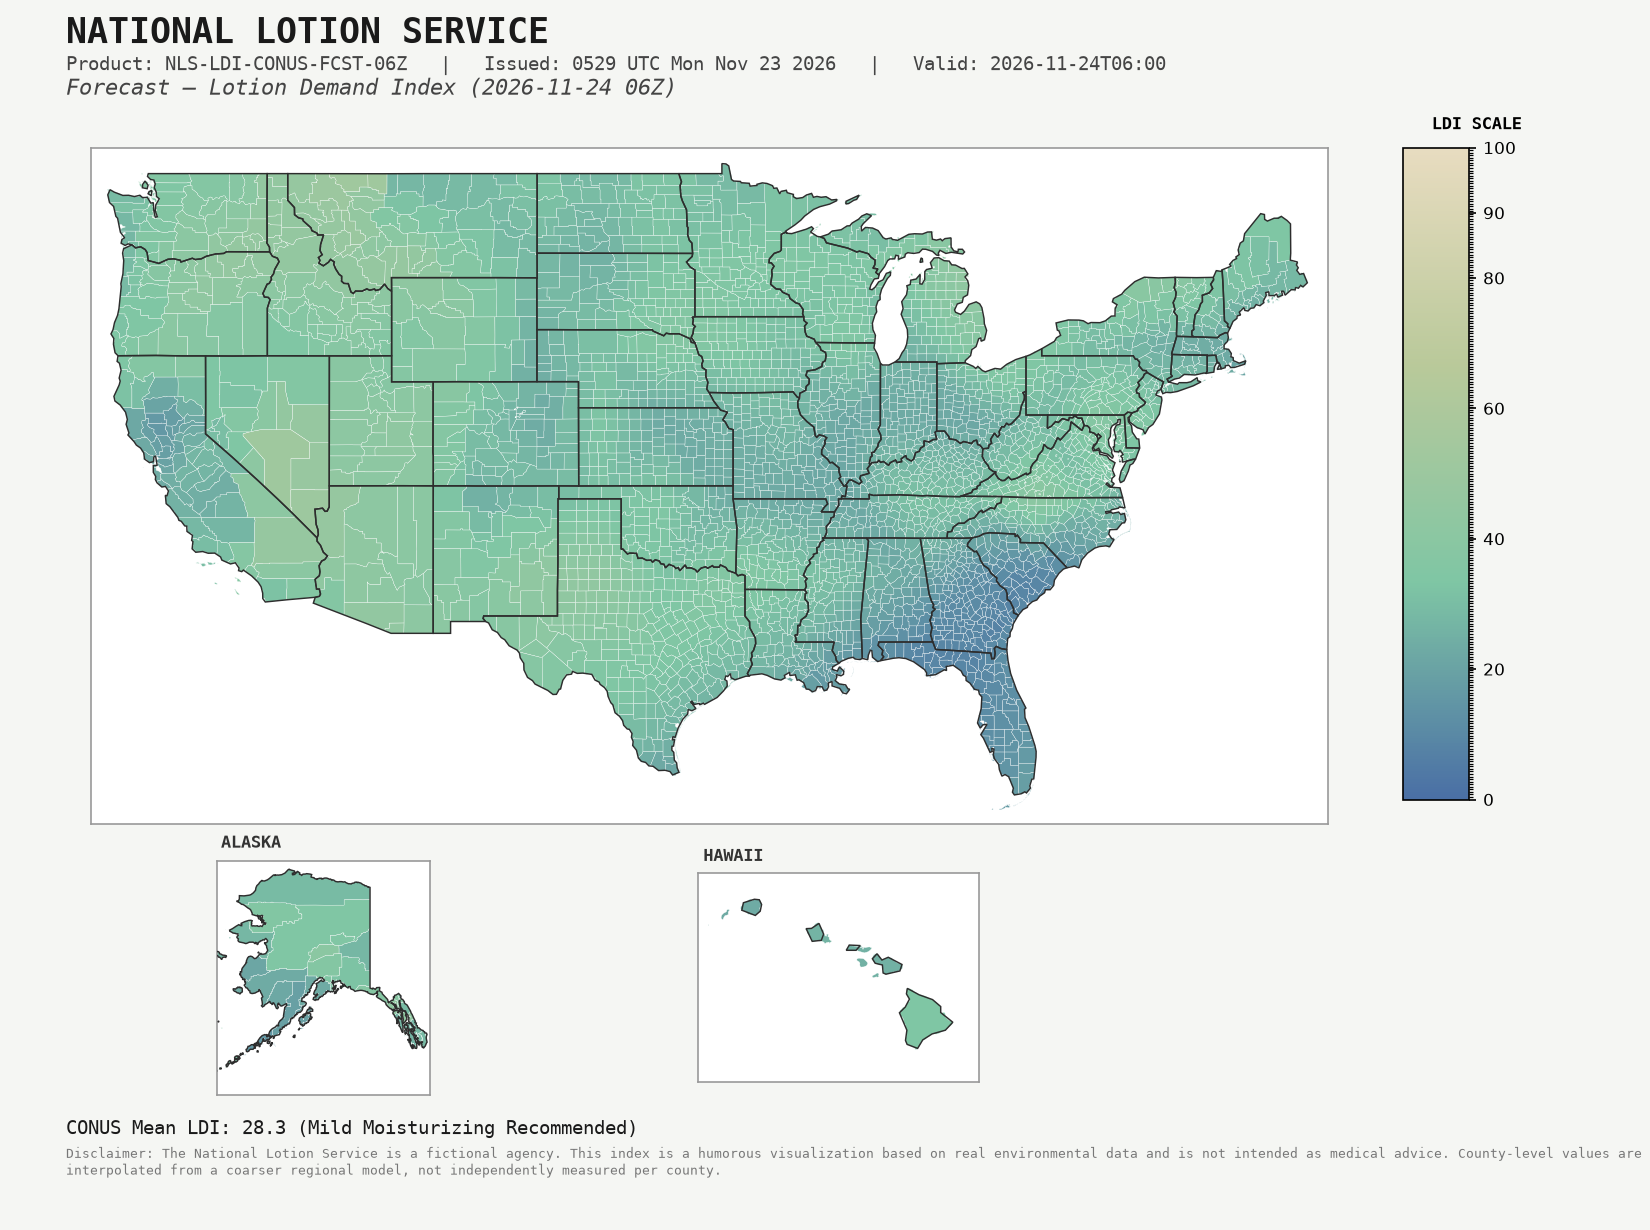 NATIONAL LOTION SERVICE
Product: NLS-LDI-CONUS-FCST-06Z | Issued: 0529 UTC Mon Nov 23 2026 | Valid: 2026-11-24T06:00
Forecast — Lotion Demand Index (2026-11-24 06Z)
LDI SCALE
100
90
80
60
40
20
0
ALASKA
HAWAII
CONUS Mean LDI: 28.3 (Mild Moisturizing Recommended)
Disclaimer: The National Lotion Service is a fictional agency. This index is a humorous visualization based on real environmental data and is not intended as medical advice. County-level values are
interpolated from a coarser regional model, not independently measured per county.